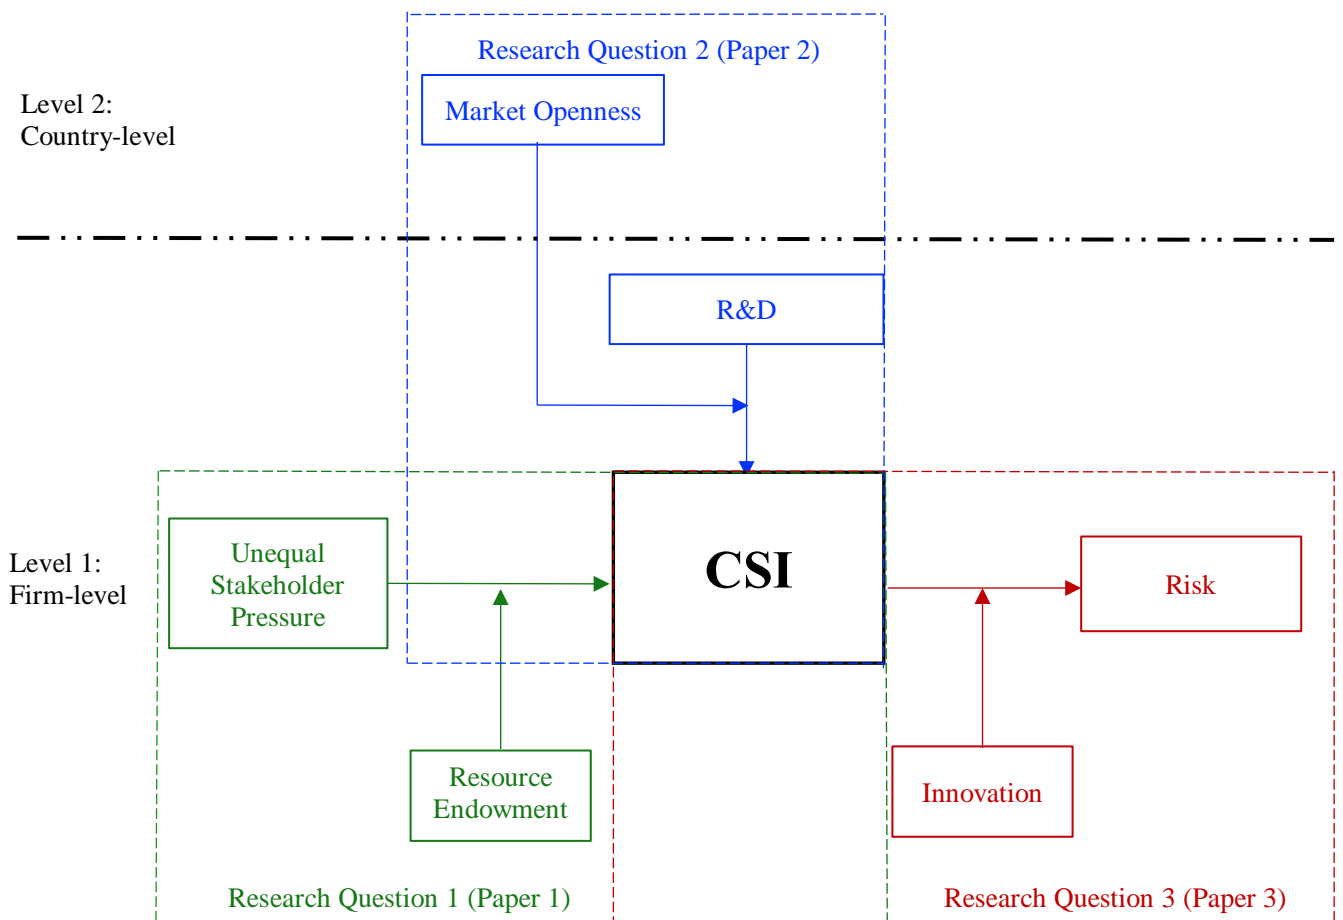 Research Question 2 (Paper 2)
Market Openness
Level 2:
Country-level
R&D
Unequal
Stakeholder
Pressure
CSI
Risk
Level 1:
Firm-level
Resource
Endowment
Innovation
Research Question 1 (Paper 1)
Research Question 3 (Paper 3)